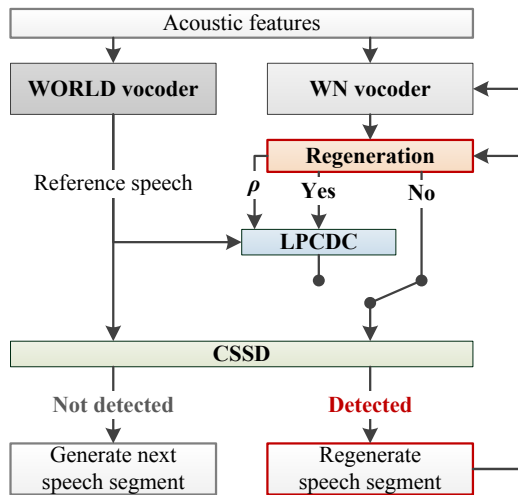 Acoustic features
WORLD vocoder
WN vocoder
Regeneration
Reference speech
ρ
Yes
No
LPCDC
CSSD
Not detected
Detected
Generate next
speech segment
Regenerate
speech segment